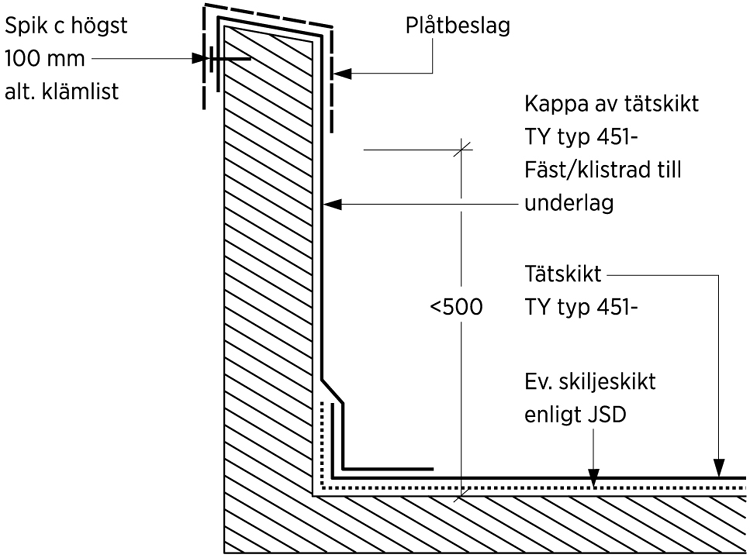 Spik c högst
100 mm
alt. klämlist
Plåtbeslag
Kappa av tätskikt
TY typ 451-
Fäst/klistrad till
underlag
<500
Tätskikt
TY typ 451-
Ev. skiljeskikt
enligt JSD